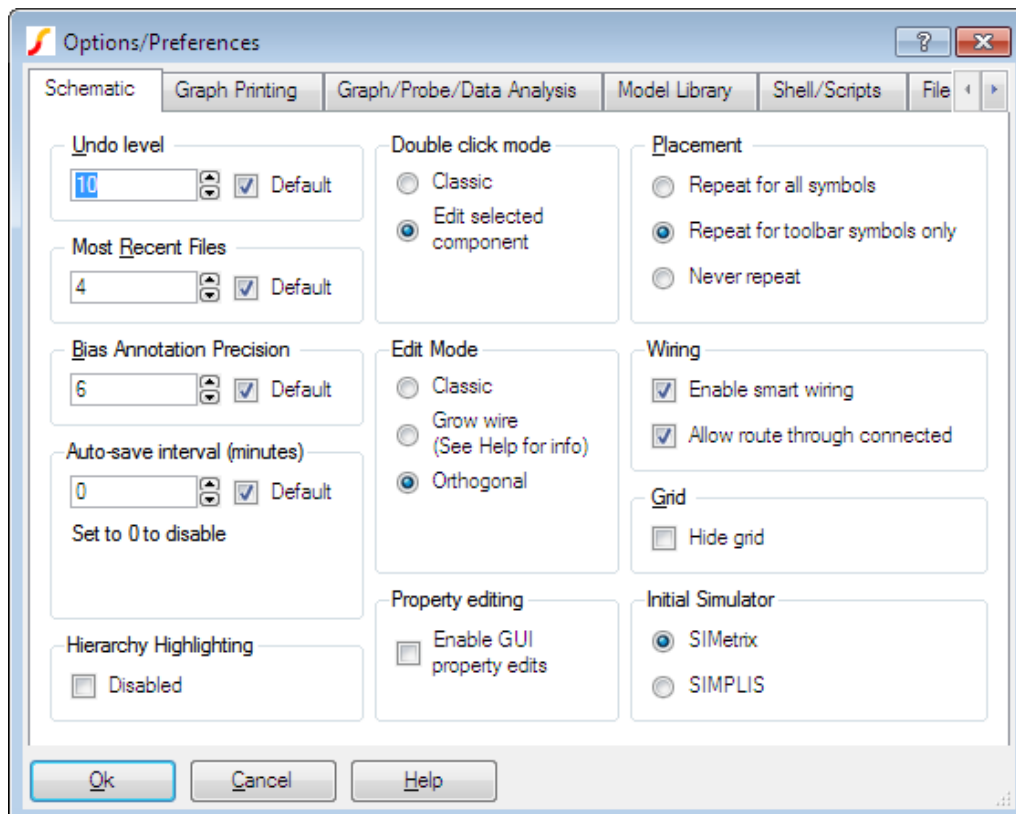 Options/Preferences
Schematic
Graph Printing
Graph/Probe/Data Analysis
Model Library
Shell/Scripts
File
Undo level
10
Default
Most Recent Files
4
Default
Bias Annotation Precision
6
Default
Auto-save interval (minutes)
0
Default
Set to 0 to disable
Hierarchy Highlighting
Disabled
Double click mode
Classic
Edit selected
component
Edit Mode
Classic
Grow wire
(See Help for info)
Orthogonal
Property editing
Enable GUI
property edits
Placement
Repeat for all symbols
Repeat for toolbar symbols only
Never repeat
Wiring
Enable smart wiring
Allow route through connected
Grid
Hide grid
Initial Simulator
SIMetrix
SIMPLIS
Ok
Cancel
Help